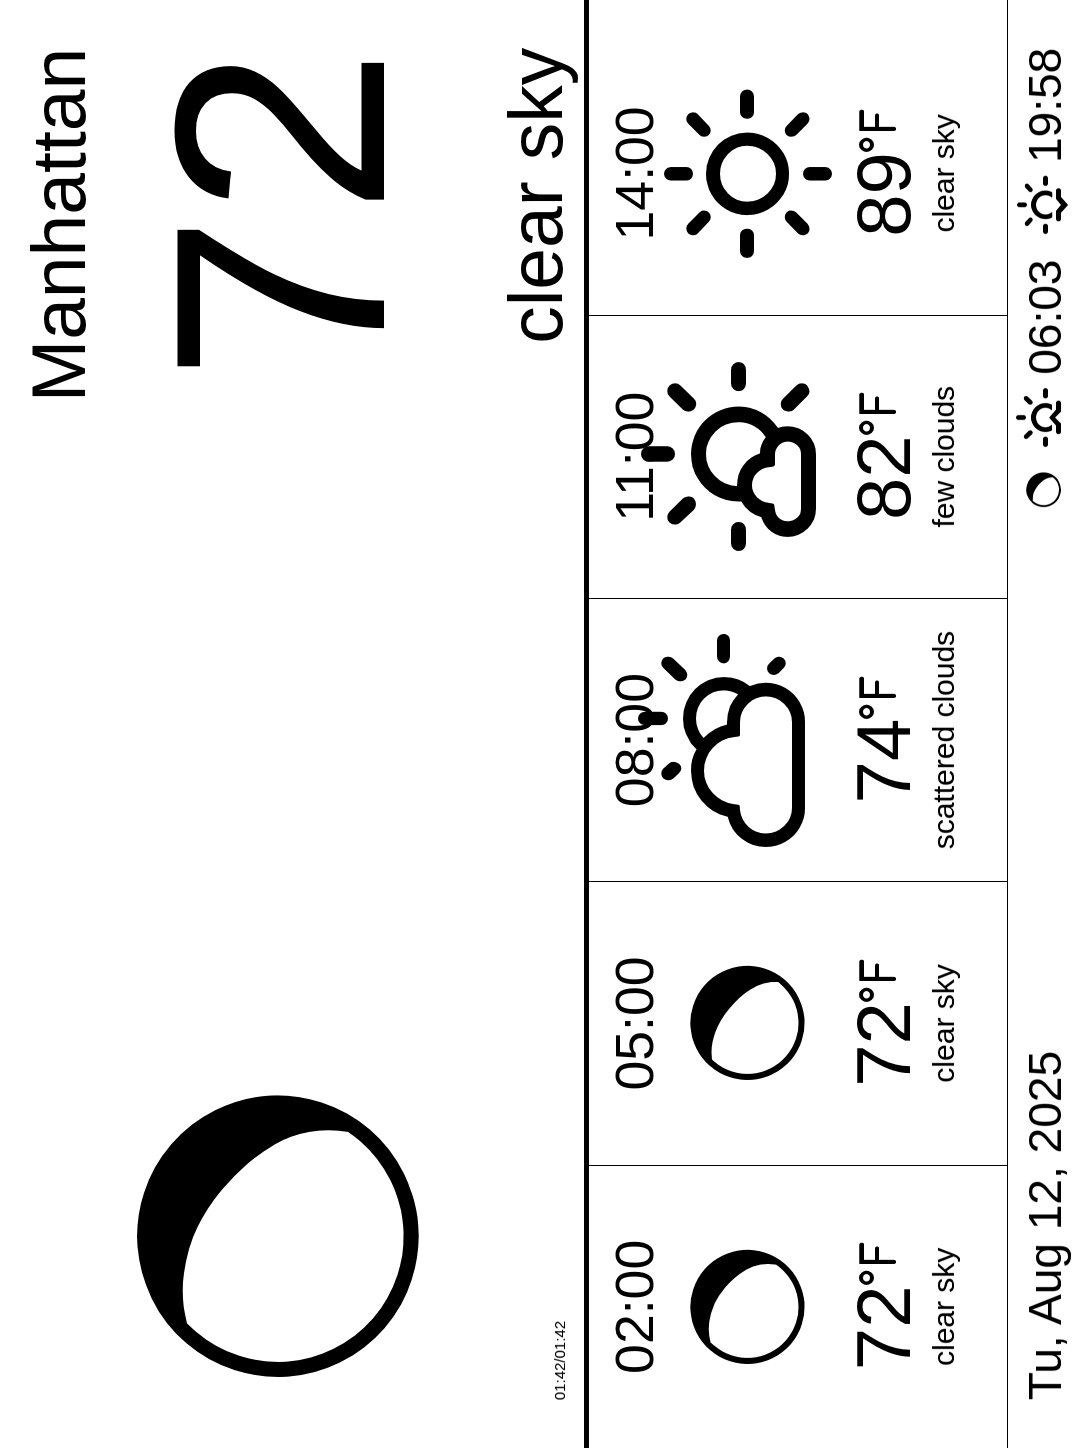 Manhattan
72
clear sky
01:42/01:42
02:00
72°F
clear sky
05:00
72°F
clear sky
08:00
74°F
scattered clouds
11:00
82°F
few clouds
14:00
89°F
clear sky
Tu, Aug 12, 2025
06:03
19:58